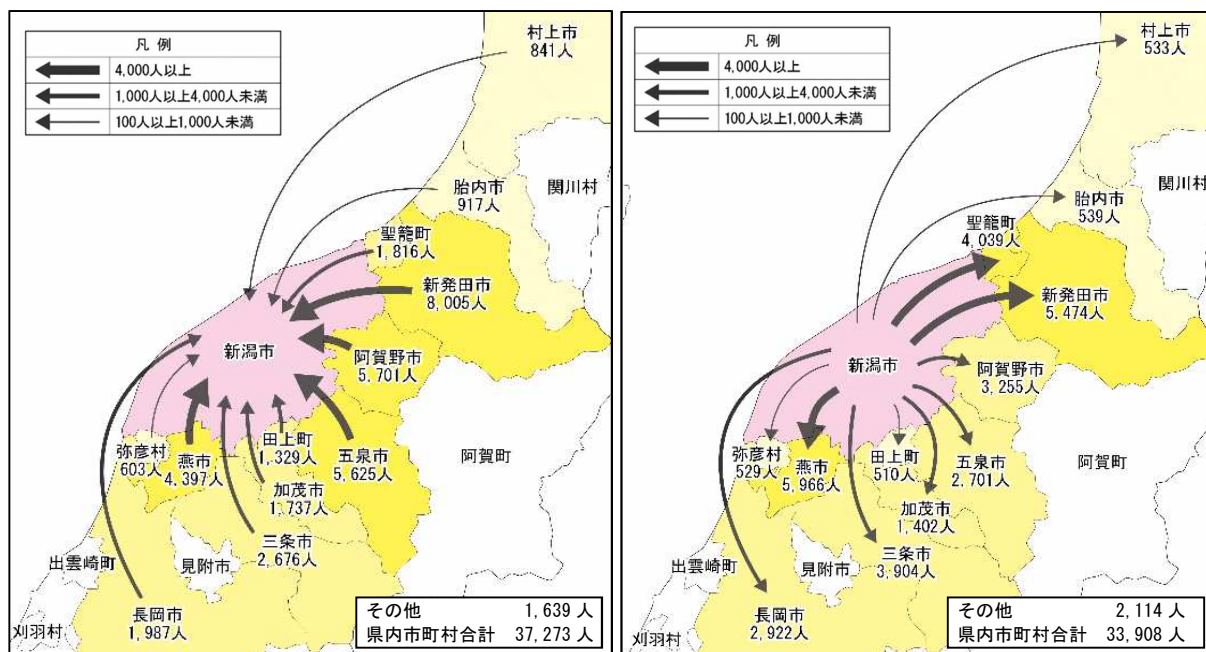 凡 例
4,000人以上
1,000人以上4,000人未満
100人以上1,000人未満
村上市
841人
関川村
胎内市
917人
聖籠町
1,816人
新発田市
8,005人
新潟市
阿賀野市
5,701人
弥彦村
603人
燕市
4,397人
田上町
1,329人
五泉市
5,625人
阿賀町
加茂市
1,737人
三条市
2,676人
見附市
出雲崎町
長岡市
1,987人
刈羽村
その他 1,639 人
県内市町村合計 37,273 人
凡 例
4,000人以上
1,000人以上4,000人未満
100人以上1,000人未満
村上市
533人
関川村
胎内市
539人
聖籠町
4,039人
新発田市
5,474人
新潟市
阿賀野市
3,255人
弥彦村
529人
燕市
5,966人
田上町
510人
五泉市
2,701人
阿賀町
加茂市
1,402人
三条市
3,904人
見附市
出雲崎町
長岡市
2,922人
刈羽村
その他 2,114 人
県内市町村合計 33,908 人